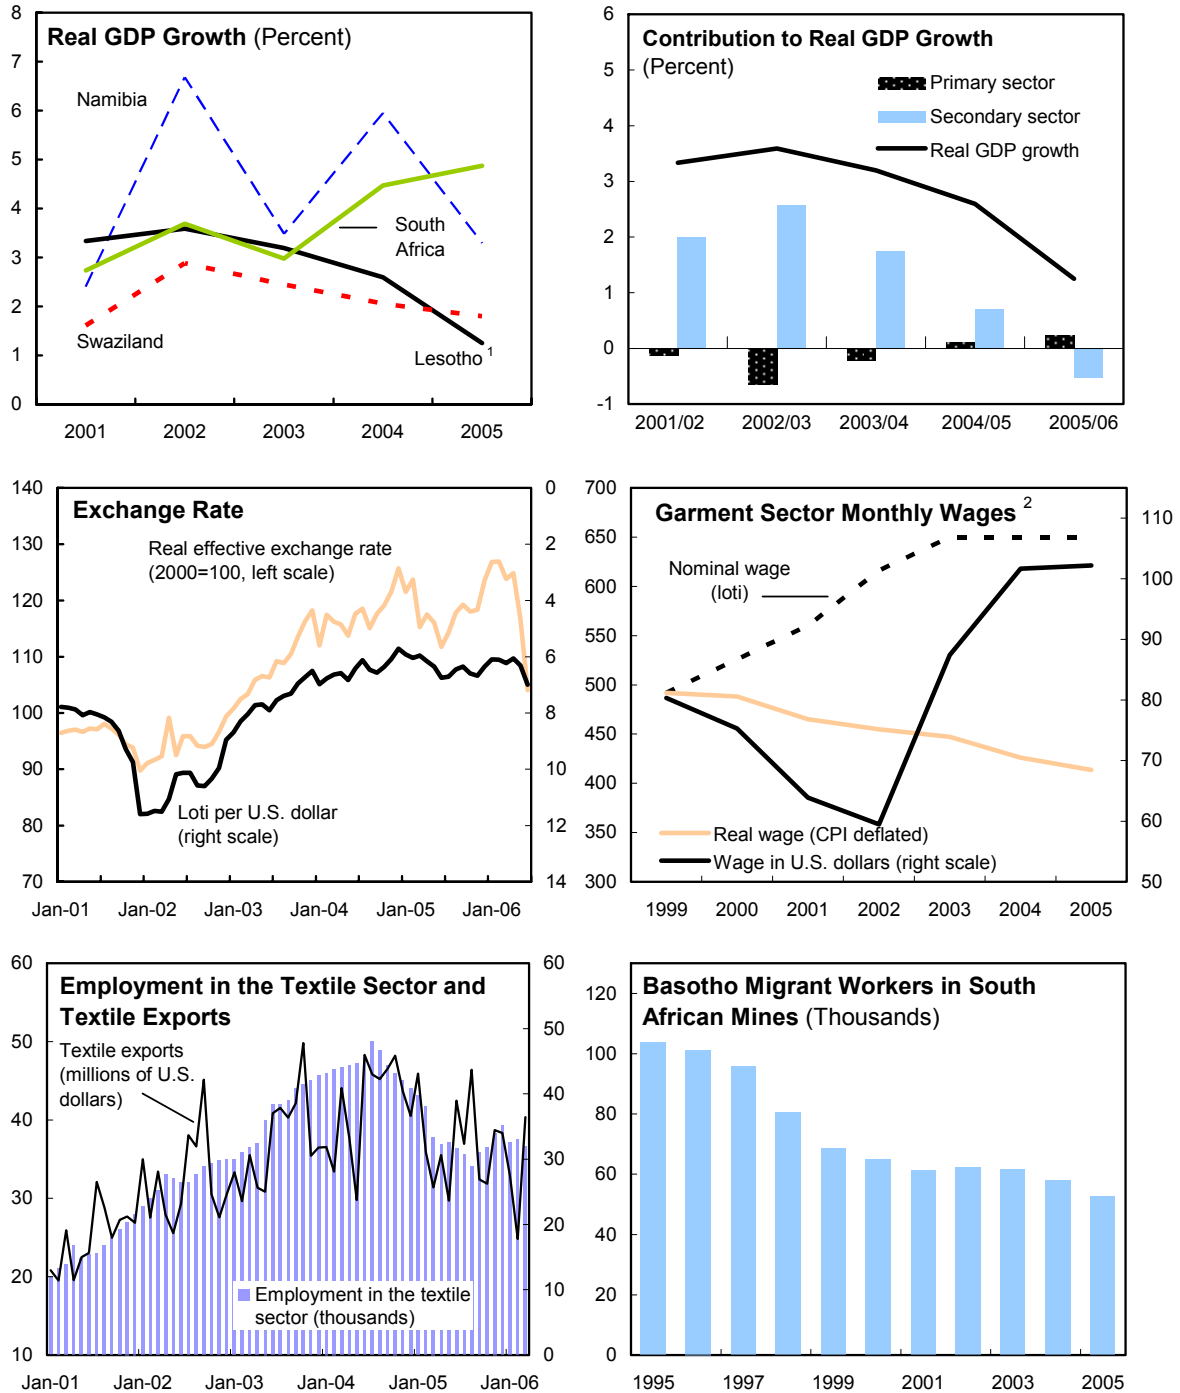 Real GDP Growth (Percent)
8
7
6
5
4
3
2
1
0
Namibia
South
Africa
Swaziland
Lesotho 1
2001 2002 2003 2004 2005
Contribution to Real GDP Growth
(Percent)
Primary sector
Secondary sector
Real GDP growth
6
5
4
3
2
1
0
-1
2001/02 2002/03 2003/04 2004/05 2005/06
Exchange Rate
Real effective exchange rate
(2000=100, left scale)
Loti per U.S. dollar
(right scale)
140
130
120
110
100
90
80
70
0
2
4
6
8
10
12
14
Jan-01 Jan-02 Jan-03 Jan-04 Jan-05 Jan-06
Garment Sector Monthly Wages 2
Nominal wage
(loti)
Real wage (CPI deflated)
Wage in U.S. dollars (right scale)
700
650
600
550
500
450
400
350
300
110
100
90
80
70
60
50
1999 2000 2001 2002 2003 2004 2005
Employment in the Textile Sector and
Textile Exports
Textile exports
(millions of U.S.
dollars)
Employment in the textile
sector (thousands)
60
50
40
30
20
10
60
50
40
30
20
10
0
Jan-01 Jan-02 Jan-03 Jan-04 Jan-05 Jan-06
Basotho Migrant Workers in South
African Mines (Thousands)
120
100
80
60
40
20
0
1995 1997 1999 2001 2003 2005